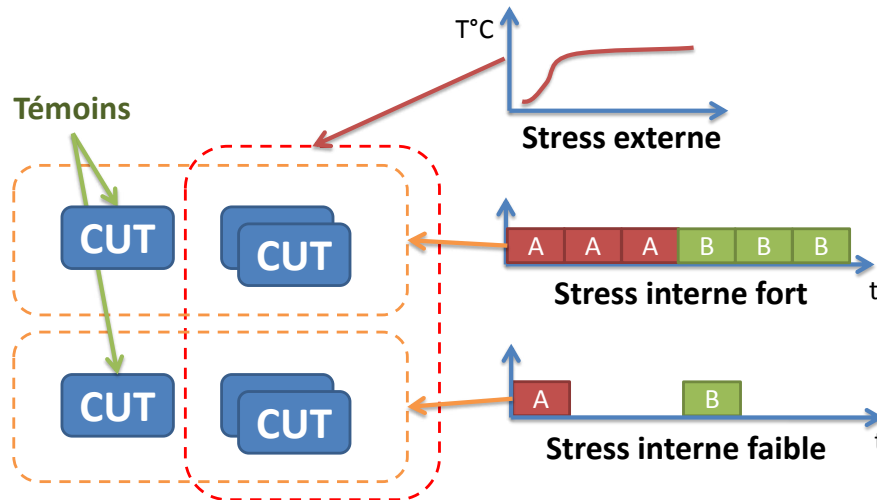 T°C
Stress externe
Témoins
CUT
CUT
A A A B B B
t
Stress interne fort
CUT
CUT
A B
t
Stress interne faible